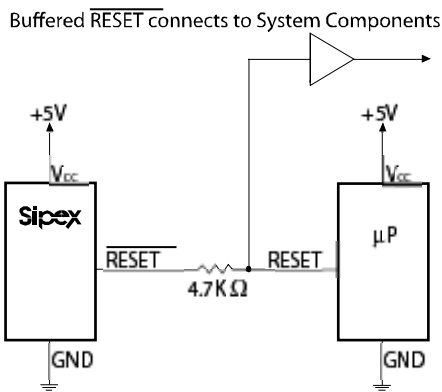 Buffered RESET connects to System Components
+5V
+5V
VCC
VCC
Sipex
μP
RESET
RESET
4.7K Ω
GND
GND